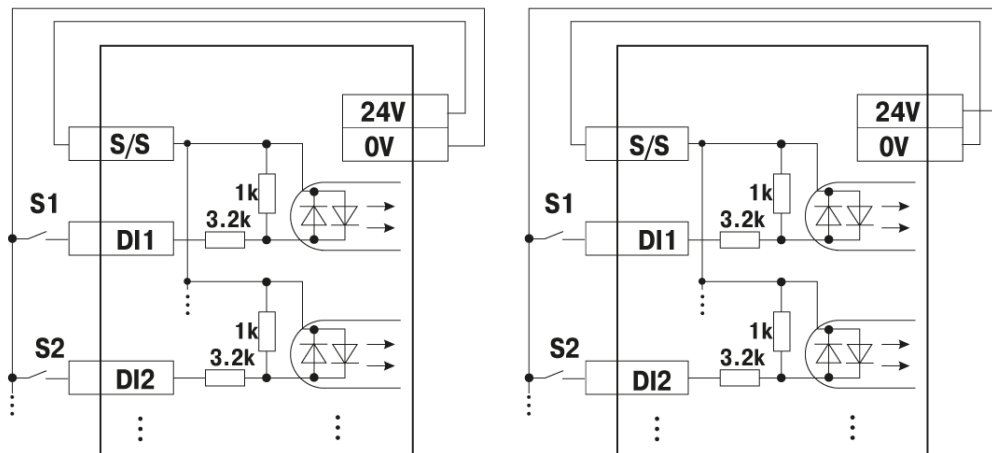 24V
S/S
0V
S1
1k
3.2k
DI1
S2
1k
3.2k
DI2
24V
S/S
0V
S1
1k
3.2k
DI1
S2
1k
3.2k
DI2